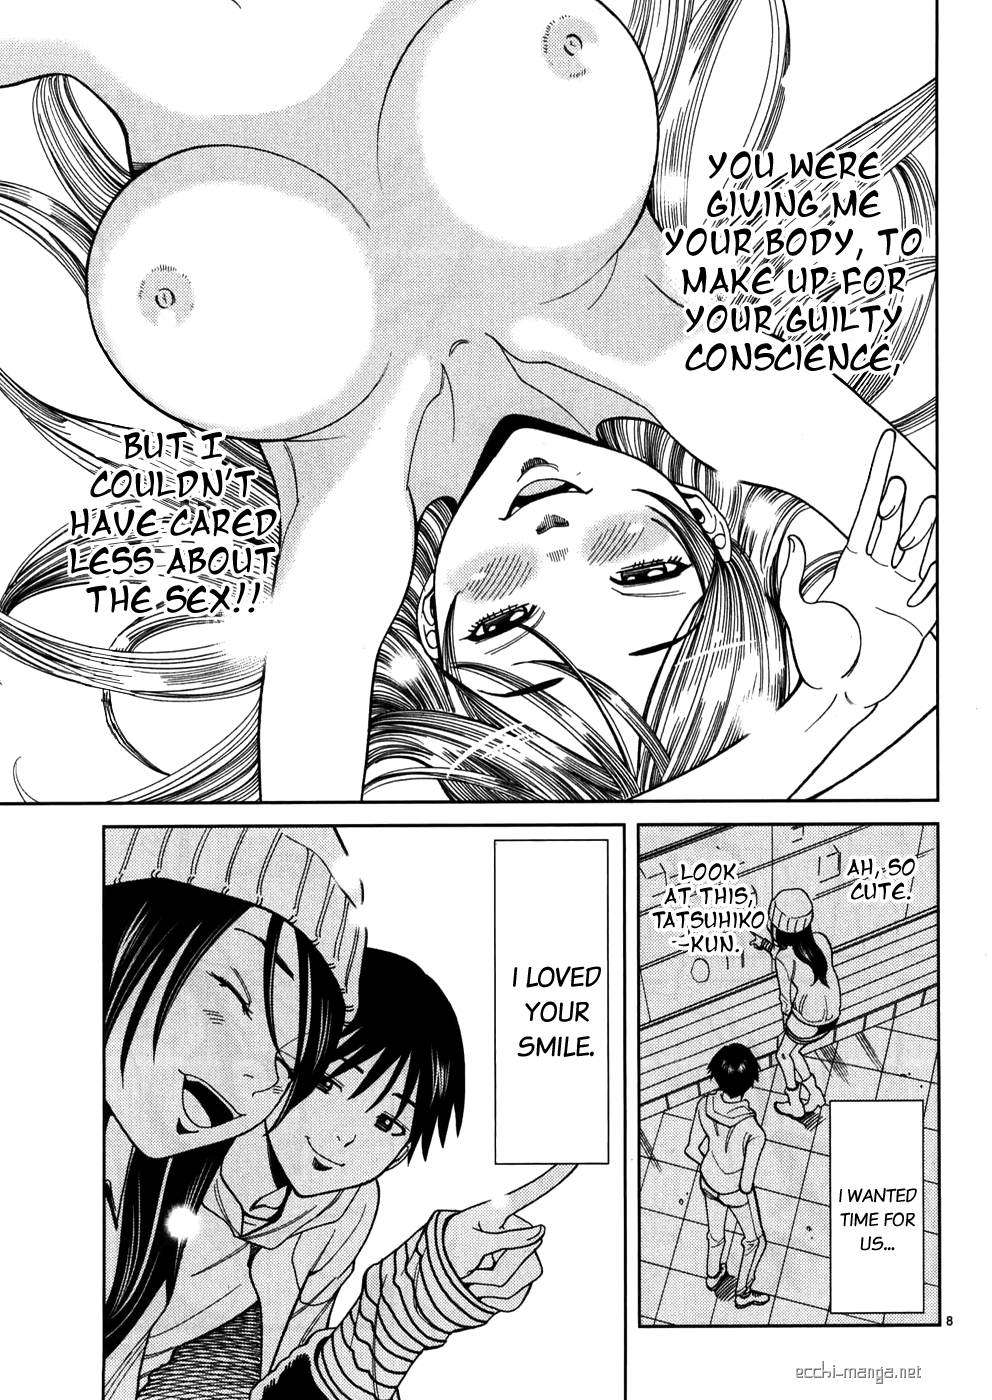 YOU WERE
GIVING ME
YOUR BODY, TO
MAKE UP FOR
YOUR GUILTY
CONSCIENCE,
BUT I
COULDN'T
HAVE CARED
LESS ABOUT
THE SEX!!
AH, SO
CUTE.
LOOK
AT THIS,
TATSUHIKO
-KUN.
I WANTED
TIME FOR
US...
I LOVED
YOUR
SMILE.
8
ecchi-manga.net